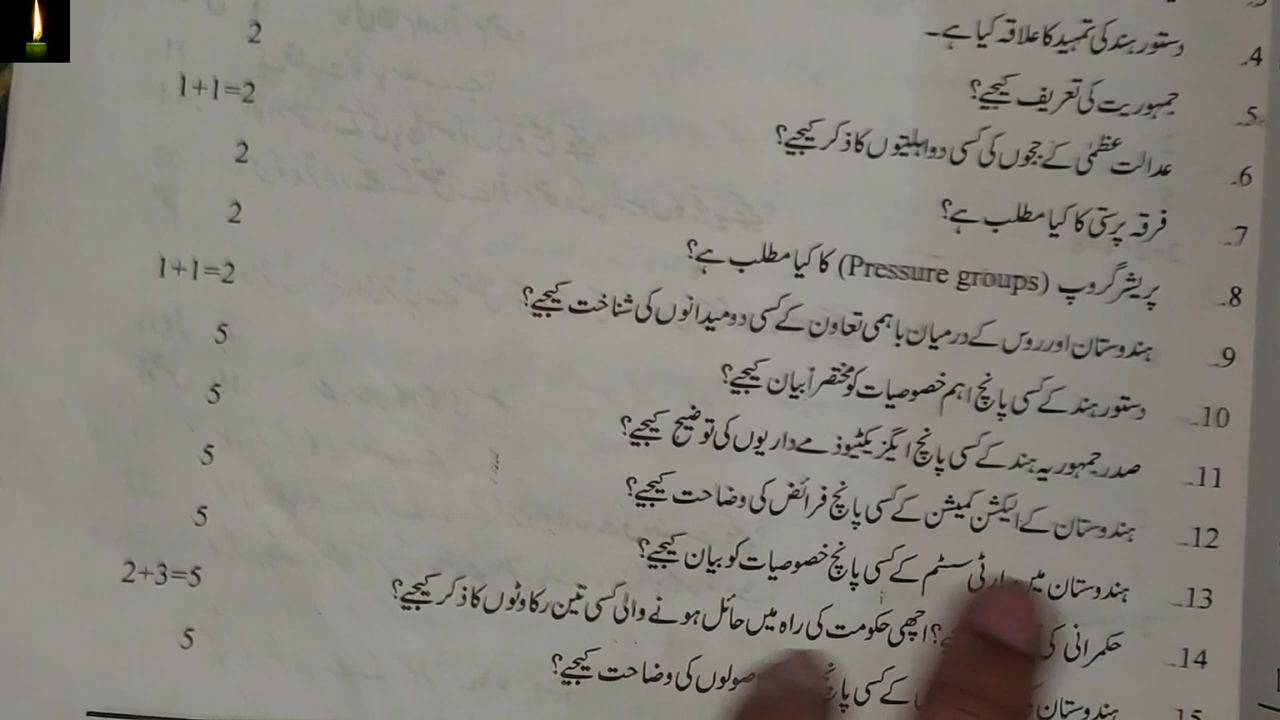 4۔ دستور ہند کی تمہید کا علاقہ کیا ہے۔ 2
5۔ جمہوریت کی تعریف کیجیے؟ 1+1=2
6۔ عدالت عظمٰی کے ججوں کی کسی دو اہلیتوں کا ذکر کیجیے؟ 2
7۔ فرقہ پرستی کا کیا مطلب ہے؟ 2
8۔ پریشر گروپ (Pressure groups) کا کیا مطلب ہے؟ 1+1=2
9۔ ہندوستان اور روس کے درمیان باہمی تعاون کے کسی دو میدانوں کی شناخت کیجیے؟ 5
10۔ دستور ہند کے کسی پانچ اہم خصوصیات کو مختصراً بیان کیجیے؟ 5
11۔ صدر جمہوریہ ہند کے کسی پانچ ایگزیکٹیو ذمے داریوں کی توضیح کیجیے؟ 5
12۔ ہندوستان کے الیکشن کمیشن کے کسی پانچ فرائض کی وضاحت کیجیے؟ 5
13۔ ہندوستان میں پارٹی سسٹم کے کسی پانچ خصوصیات کو بیان کیجیے؟ 2+3=5
14۔ حکمرانی کی ؟ اچھی حکومت کی راہ میں حائل ہونے والی کسی تین رکاوٹوں کا ذکر کیجیے؟ 5
15۔ ہندوستان کے کسی پانچ اصولوں کی وضاحت کیجیے؟